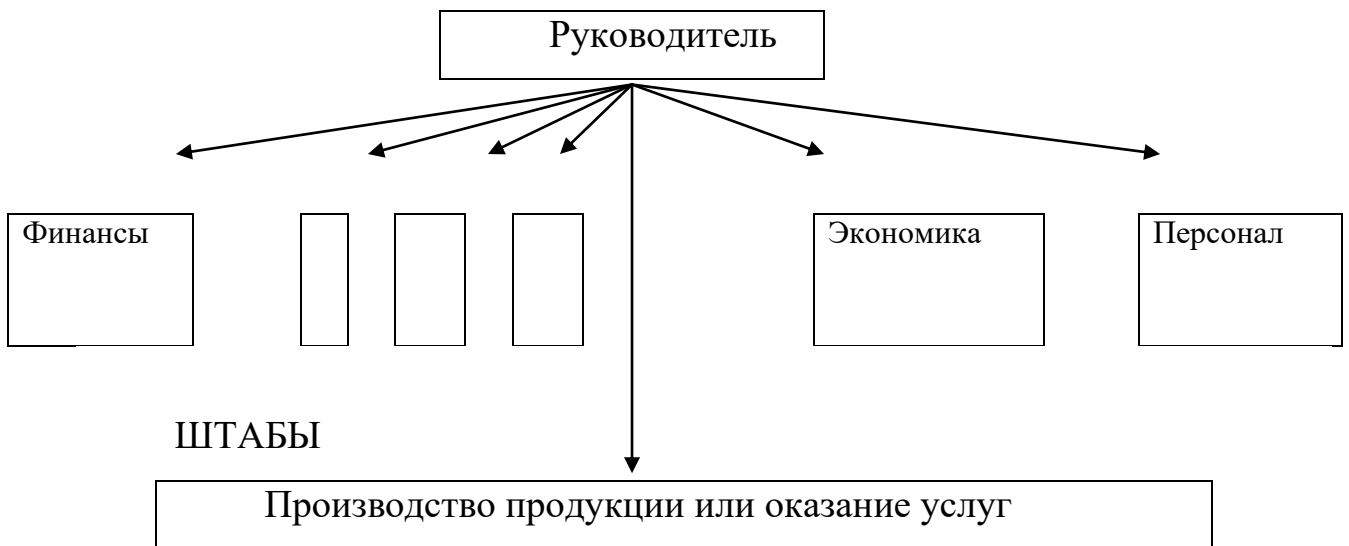 Руководитель
Финансы
Экономика
Персонал
ШТАБЫ
Производство продукции или оказание услуг